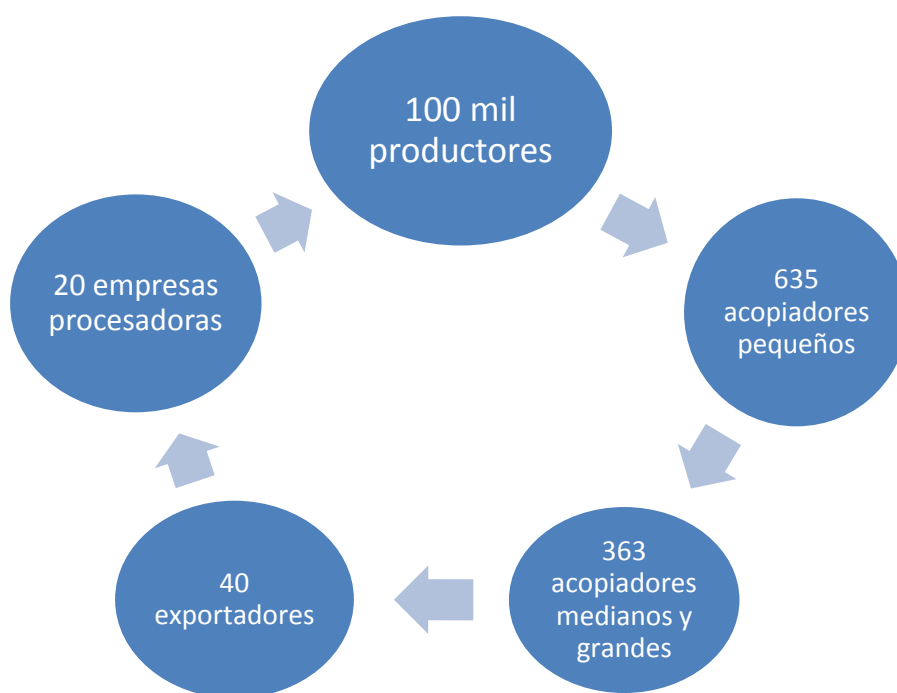 100 mil
productores
635
acopiadores
pequeños
363
acopiadores
medianos y
grandes
40
exportadores
20 empresas
procesadoras